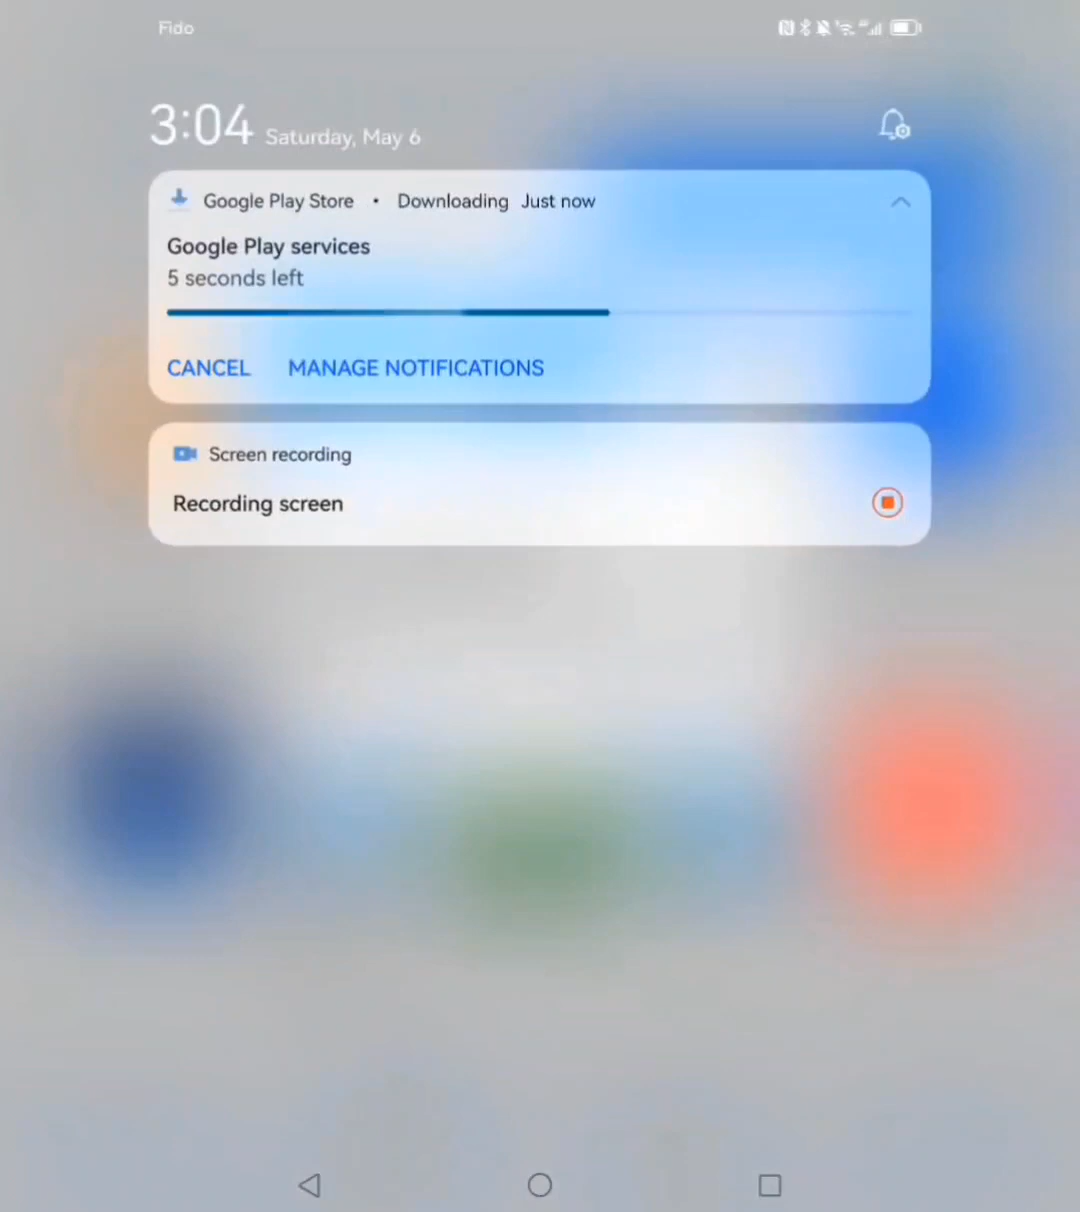 Fido
3:04 Saturday, May 6
Google Play Store • Downloading Just now
Google Play services
5 seconds left
CANCEL MANAGE NOTIFICATIONS
Screen recording
Recording screen